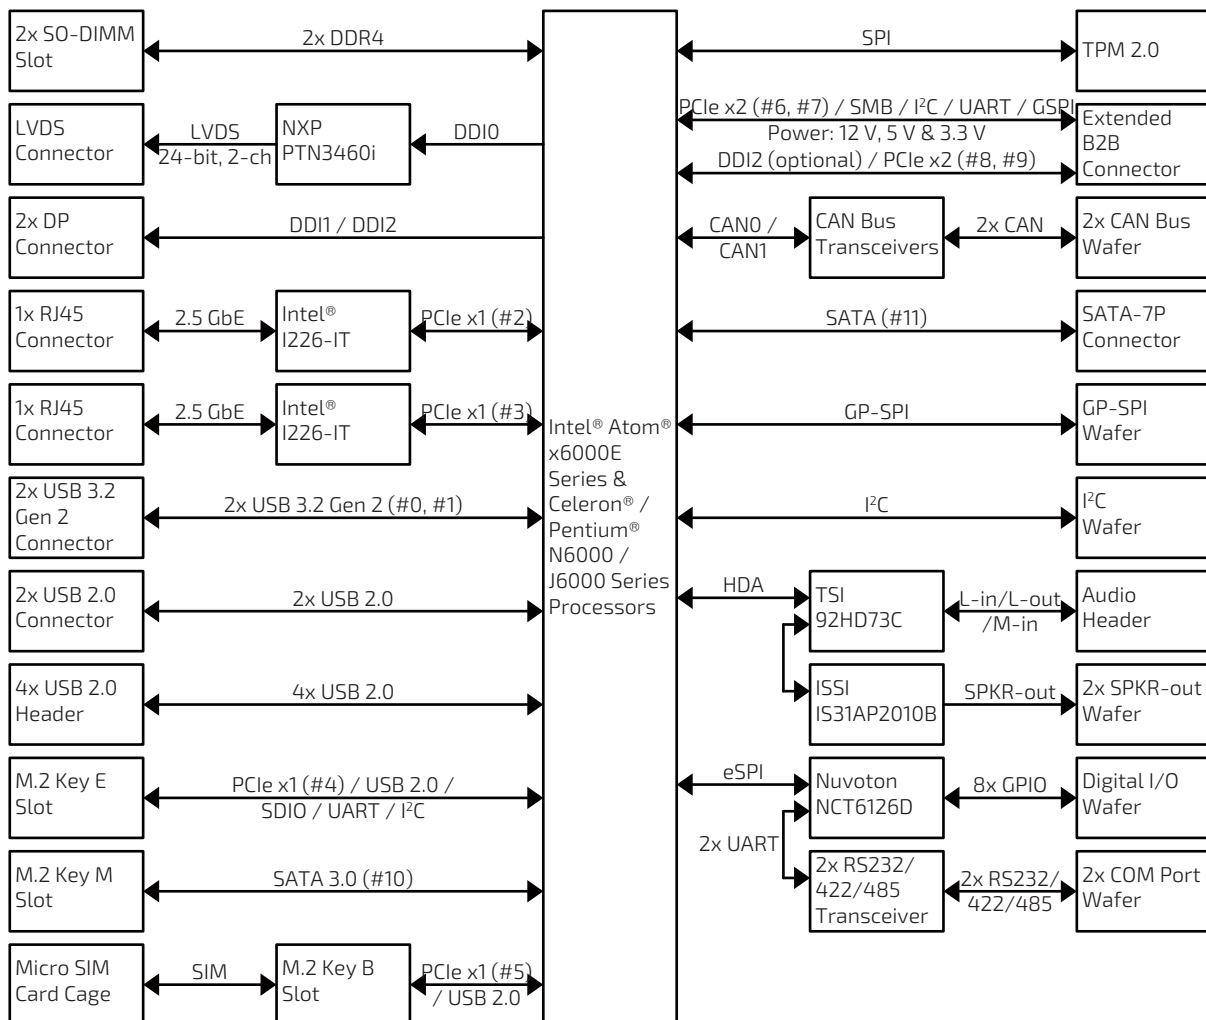 2x SO-DIMM
Slot
2x DDR4
LVDS
Connector
LVDS
24-bit, 2-ch
NXP
PTN3460i
DDI0
2x DP
Connector
DDI1 / DDI2
1x RJ45
Connector
2.5 GbE
Intel®
I226-IT
PCIe x1 (#2)
1x RJ45
Connector
2.5 GbE
Intel®
I226-IT
PCIe x1 (#3)
2x USB 3.2
Gen 2
Connector
2x USB 3.2 Gen 2 (#0, #1)
2x USB 2.0
Connector
2x USB 2.0
4x USB 2.0
Header
4x USB 2.0
M.2 Key E
Slot
PCIe x1 (#4) / USB 2.0 /
SDIO / UART / I²C
M.2 Key M
Slot
SATA 3.0 (#10)
Micro SIM
Card Cage
SIM
M.2 Key B
Slot
PCIe x1 (#5)
/ USB 2.0
Intel® Atom®
x6000E
Series &
Celeron® /
Pentium®
N6000 /
J6000 Series
Processors
SPI
TPM 2.0
PCIe x2 (#6, #7) / SMB / I²C / UART / GSPI
Power: 12 V, 5 V & 3.3 V
DDI2 (optional) / PCIe x2 (#8, #9)
Extended
B2B
Connector
CAN0 /
CAN1
CAN Bus
Transceivers
2x CAN
2x CAN Bus
Wafer
SATA (#11)
SATA-7P
Connector
GP-SPI
GP-SPI
Wafer
I²C
I²C
Wafer
HDA
TSI
92HD73C
L-in/L-out
/M-in
Audio
Header
ISSI
IS31AP2010B
SPKR-out
2x SPKR-out
Wafer
eSPI
Nuvoton
NCT6126D
8x GPIO
Digital I/O
Wafer
2x UART
2x RS232/
422/485
Transceiver
2x RS232/
422/485
2x COM Port
Wafer